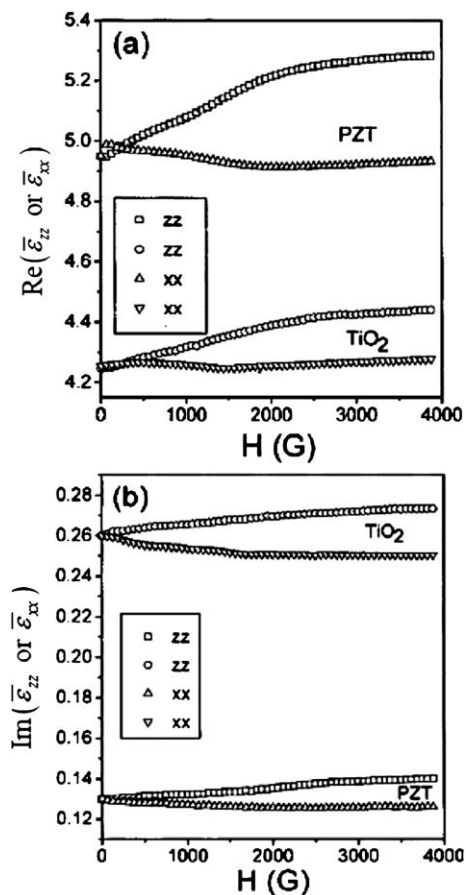 (a)
5.4
5.2
5.0
4.8
4.6
4.4
4.2
Re(ε̄zz or ε̄xx)
PZT
zz
zz
xx
xx
TiO2
0 1000 2000 3000 4000
H (G)
(b)
0.28
0.26
0.24
0.22
0.20
0.18
0.16
0.14
0.12
Im(ε̄zz or ε̄xx)
TiO2
zz
zz
xx
xx
PZT
0 1000 2000 3000 4000
H (G)